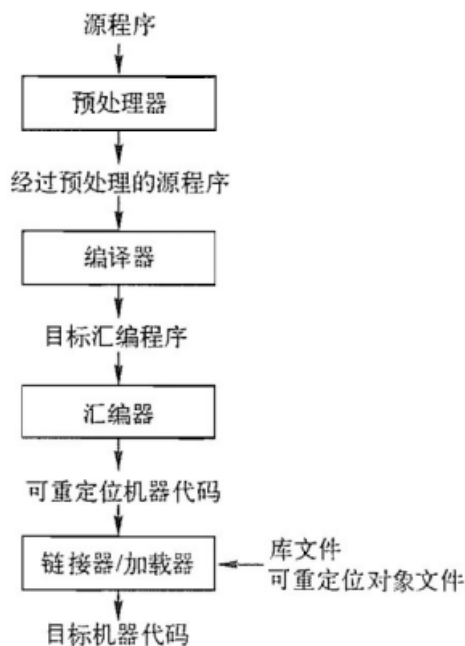 源程序
预处理器
经过预处理的源程序
编译器
目标汇编程序
汇编器
可重定位机器代码
链接器/加载器
库文件
可重定位对象文件
目标机器代码